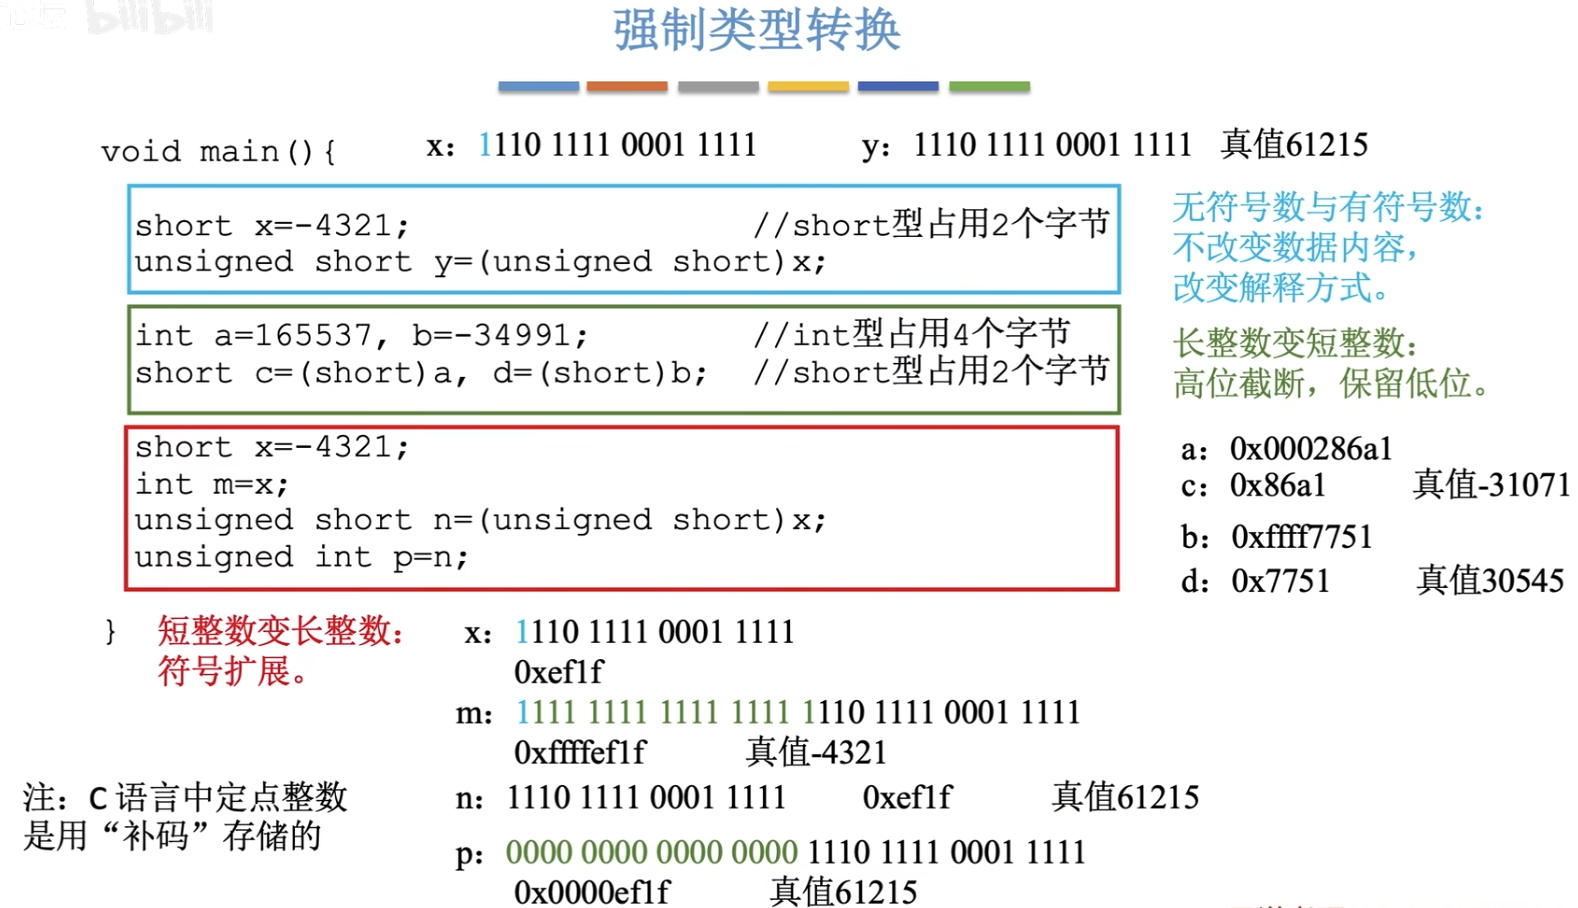 bilibili
强制类型转换
void main(){
x：1110 1111 0001 1111
y：1110 1111 0001 1111 真值61215
short x=-4321; //short型占用2个字节
unsigned short y=(unsigned short)x;
无符号数与有符号数：
不改变数据内容，
改变解释方式。
int a=165537, b=-34991; //int型占用4个字节
short c=(short)a, d=(short)b; //short型占用2个字节
长整数变短整数：
高位截断，保留低位。
short x=-4321;
int m=x;
unsigned short n=(unsigned short)x;
unsigned int p=n;
a：0x000286a1
c：0x86a1 真值-31071
b：0xffff7751
d：0x7751 真值30545
}
短整数变长整数：
符号扩展。
x：1110 1111 0001 1111
0xef1f
m：1111 1111 1111 1111 1110 1111 0001 1111
0xffffef1f 真值-4321
注：C 语言中定点整数
是用“补码”存储的
n：1110 1111 0001 1111 0xef1f 真值61215
p：0000 0000 0000 0000 1110 1111 0001 1111
0x0000ef1f 真值61215